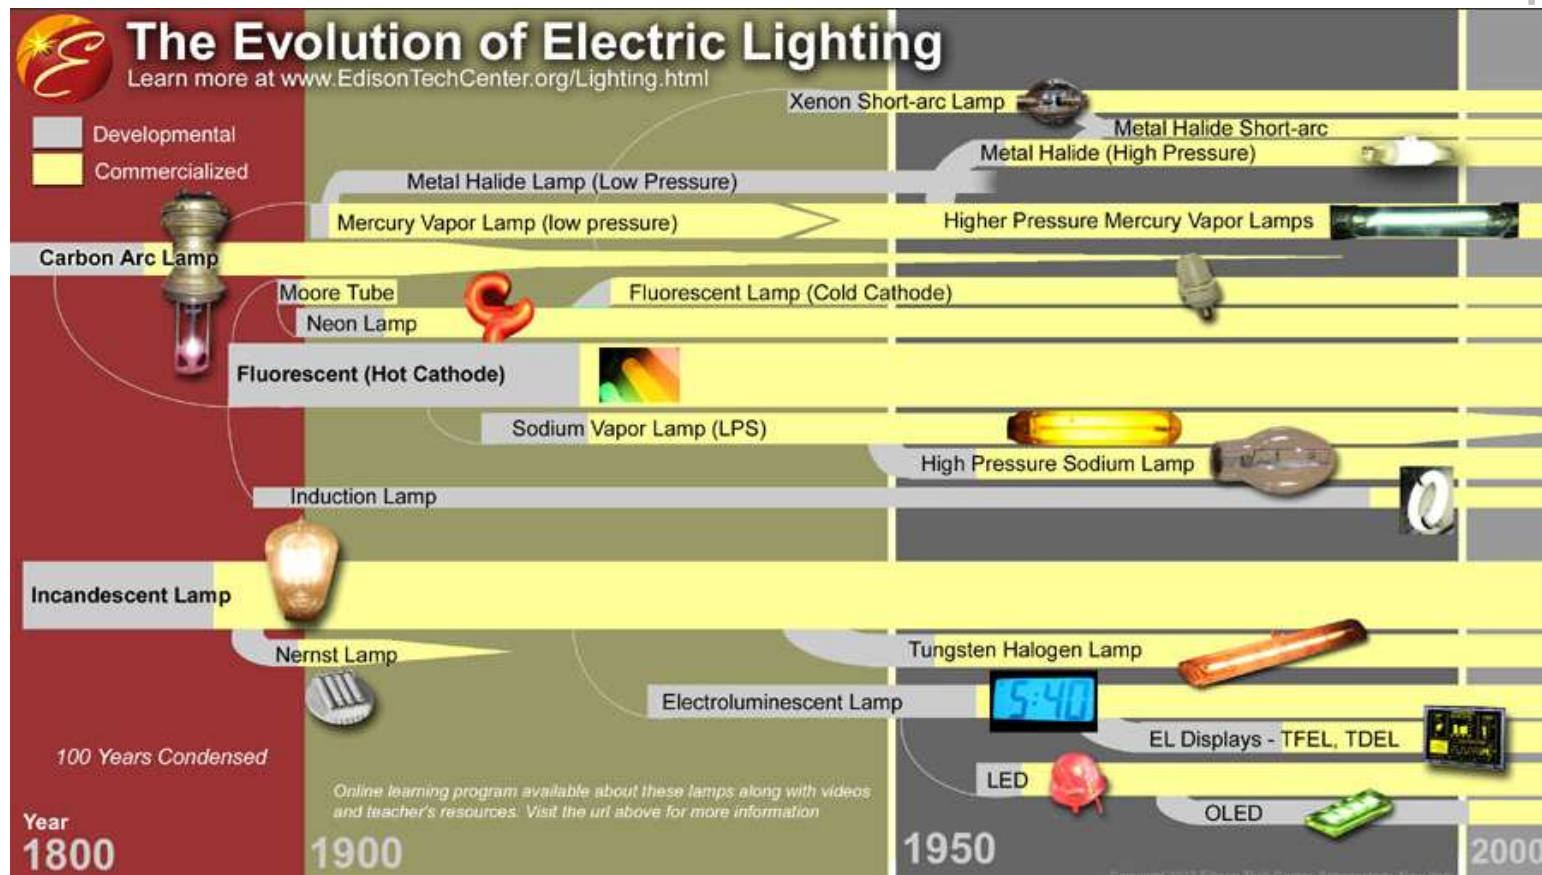 The Evolution of Electric Lighting
Learn more at www.EdisonTechCenter.org/Lighting.html
Developmental
Commercialized
Xenon Short-arc Lamp
Metal Halide Short-arc
Metal Halide (High Pressure)
Metal Halide Lamp (Low Pressure)
Mercury Vapor Lamp (low pressure)
Higher Pressure Mercury Vapor Lamps
Carbon Arc Lamp
Moore Tube
Fluorescent Lamp (Cold Cathode)
Neon Lamp
Fluorescent (Hot Cathode)
Sodium Vapor Lamp (LPS)
High Pressure Sodium Lamp
Induction Lamp
Incandescent Lamp
Nernst Lamp
Tungsten Halogen Lamp
Electroluminescent Lamp
5:40
EL Displays - TFEL, TDEL
LED
OLED
100 Years Condensed
Online learning program available about these lamps along with videos
and teacher's resources. Visit the url above for more information
Year
1800
1900
1950
2000